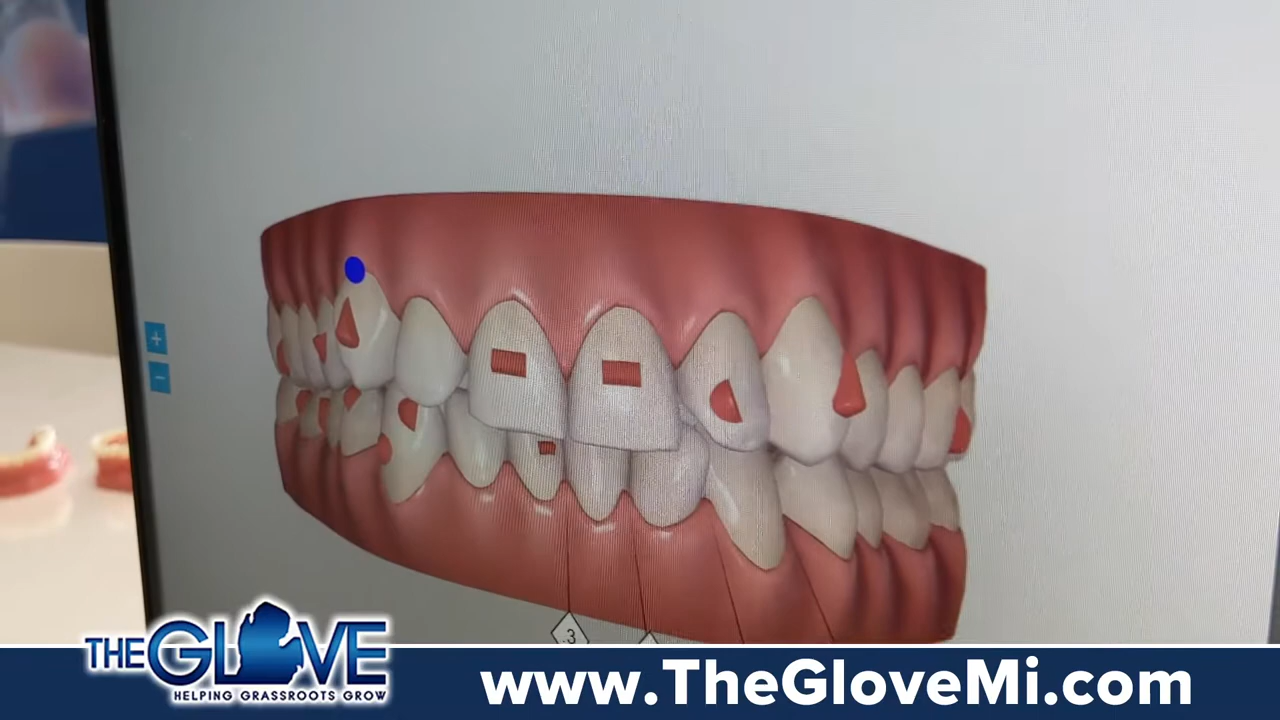 +
−
.3
THE GLOVE
HELPING GRASSROOTS GROW
www.TheGloveMi.com